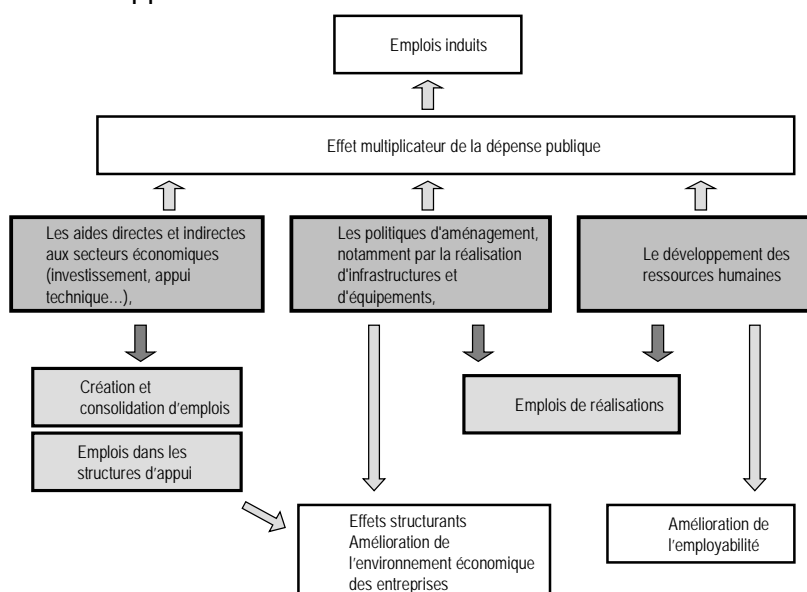 Emplois induits
Effet multiplicateur de la dépense publique
Les aides directes et indirectes
aux secteurs économiques
(investissement, appui
technique…),
Les politiques d'aménagement,
notamment par la réalisation
d'infrastructures et
d'équipements,
Le développement des
ressources humaines
Création et
consolidation d'emplois
Emplois de réalisations
Emplois dans les
structures d'appui
Effets structurants
Amélioration de
l'environnement économique
des entreprises
Amélioration de
l'employabilité